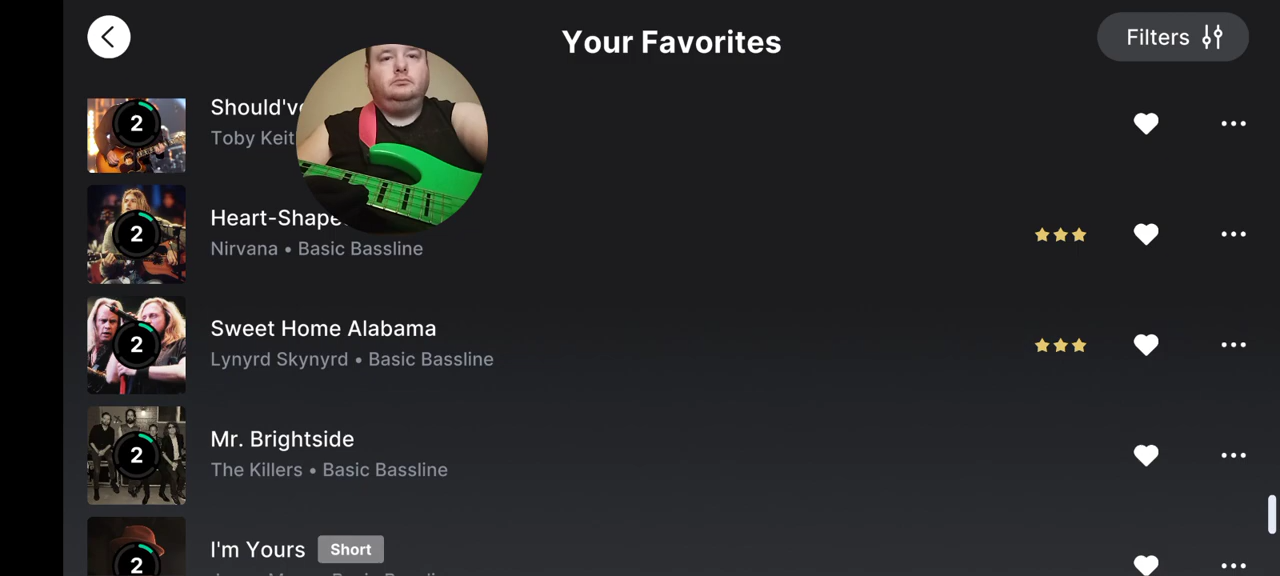 Your Favorites
Filters
2
Should'v
Toby Keit
2
Heart-Shape
Nirvana • Basic Bassline
2
Sweet Home Alabama
Lynyrd Skynyrd • Basic Bassline
2
Mr. Brightside
The Killers • Basic Bassline
2
I'm Yours
Short